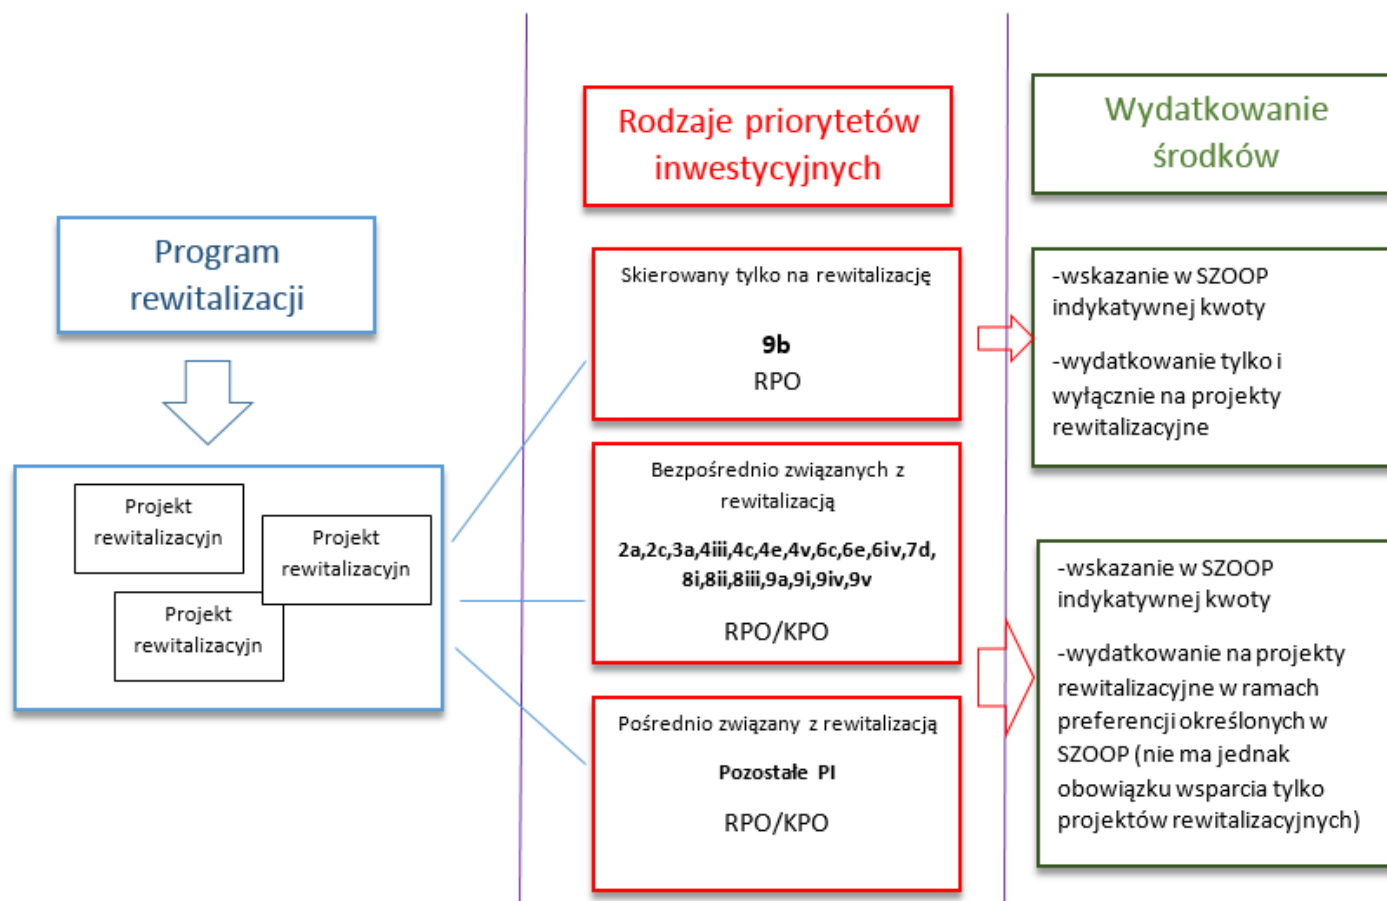 Program
rewitalizacji
Projekt
rewitalizacyjn
Projekt
rewitalizacyjn
Projekt
rewitalizacyjn
Rodzaje priorytetów
inwestycyjnych
Skierowany tylko na rewitalizację
9b
RPO
Bezpośrednio związanych z
rewitalizacją
2a,2c,3a,4iii,4c,4e,4v,6c,6e,6iv,7d,
8i,8ii,8iii,9a,9i,9iv,9v
RPO/KPO
Pośrednio związany z rewitalizacją
Pozostałe PI
RPO/KPO
Wydatkowanie
środków
-wskazanie w SZOOP
indykatywnej kwoty
-wydatkowanie tylko i
wyłącznie na projekty
rewitalizacyjne
-wskazanie w SZOOP
indykatywnej kwoty
-wydatkowanie na projekty
rewitalizacyjne w ramach
preferencji określonych w
SZOOP (nie ma jednak
obowiązku wsparcia tylko
projektów rewitalizacyjnych)